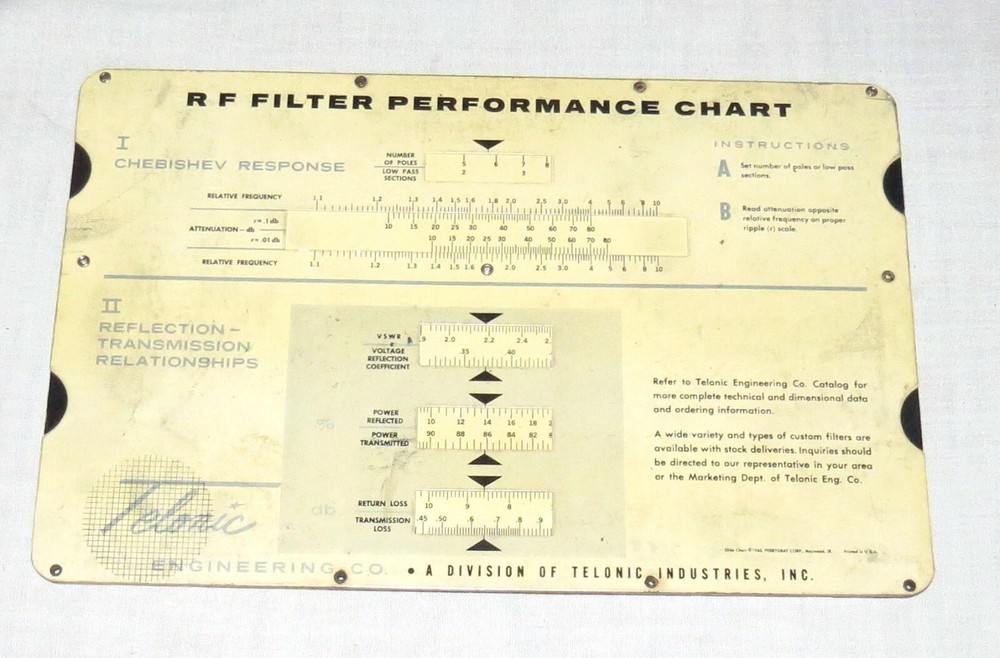 RF FILTER PERFORMANCE CHART
I
CHEBISHEV RESPONSE
NUMBER
OF POLES
LOW PASS
SECTIONS
5 6 7 8
2 3
INSTRUCTIONS
A Set number of poles or low pass
sections.
B Read attenuation opposite
relative frequency on proper
ripple (r) scale.
RELATIVE FREQUENCY
1.1 1.2 1.3 1.4 1.5 1.6 1.8 2.0 2.5 3.0 4 5 6 7 8 10
r = .1 db
ATTENUATION — db
r = .01 db
10 15 20 25 30 40 50 60 70 80
10 15 20 25 30 40 50 60 70 80
RELATIVE FREQUENCY
1.1 1.2 1.3 1.4 1.5 1.6 2.0 2.5 3.0 4 5 6 8 10
II
REFLECTION —
TRANSMISSION
RELATIONSHIPS
VSWR
VOLTAGE
REFLECTION
COEFFICIENT
.9 2.0 2.2 2.4 2.
.35 .40
%
POWER
REFLECTED
POWER
TRANSMITTED
10 12 14 16 18 2
90 88 86 84 82 8
db
RETURN LOSS
TRANSMISSION
LOSS
10 9 8
.45 .50 .6 .7 .8 .9
Refer to Telonic Engineering Co. Catalog for
more complete technical and dimensional data
and ordering information.
A wide variety and types of custom filters are
available with stock deliveries. Inquiries should
be directed to our representative in your area
or the Marketing Dept. of Telonic Eng. Co.
Telonic
ENGINEERING CO. • A DIVISION OF TELONIC INDUSTRIES, INC.
Printed in U.S.A.